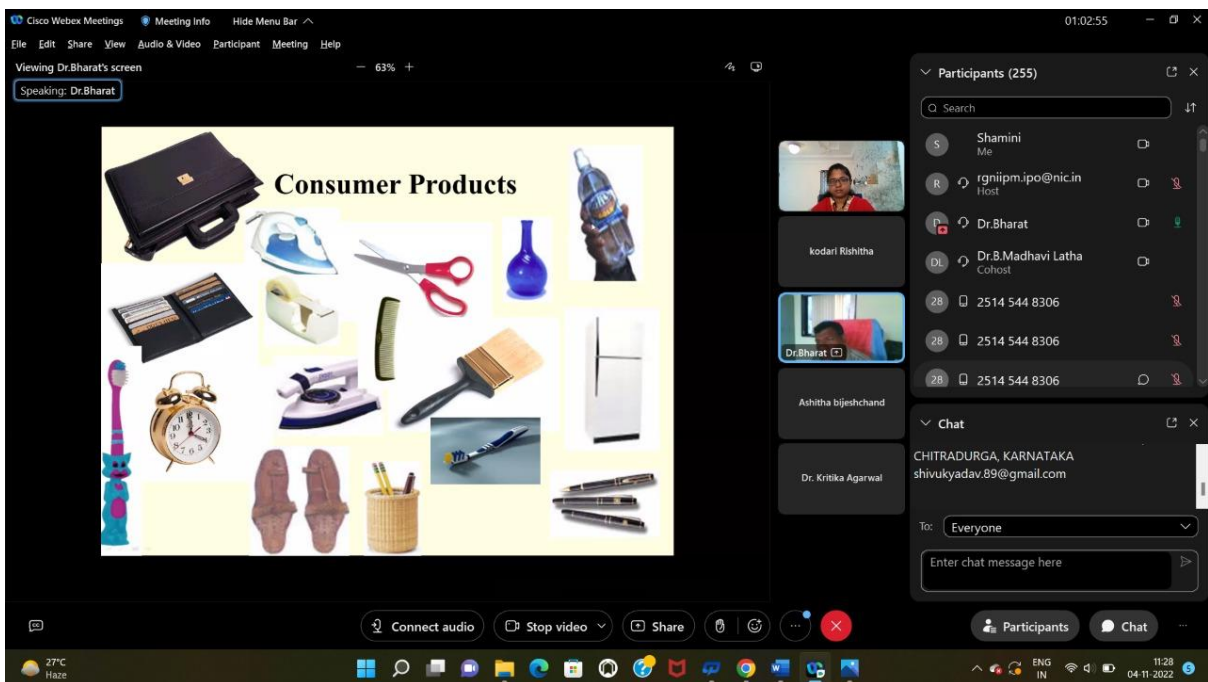 Cisco Webex Meetings Meeting Info Hide Menu Bar 01:02:55
File Edit Share View Audio & Video Participant Meeting Help
Viewing Dr.Bharat's screen − 63% +
Speaking: Dr.Bharat
Consumer Products
kodari Rishitha
Dr.Bharat
Ashitha bijeshchand
Dr. Kritika Agarwal
Participants (255)
Search
S Shamini
Me
R rgniipm.ipo@nic.in
Host
D Dr.Bharat
DL Dr.B.Madhavi Latha
Cohost
28 2514 544 8306
28 2514 544 8306
28 2514 544 8306
Chat
CHITRADURGA, KARNATAKA
shivukyadav.89@gmail.com
To: Everyone
Enter chat message here
Connect audio Stop video Share Participants Chat
27°C
Haze
ENG
IN
11:28
04-11-2022